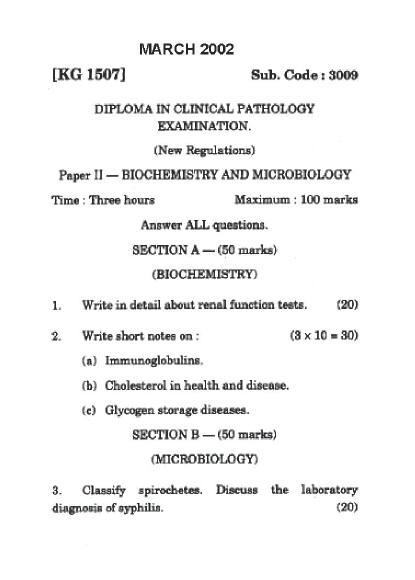 MARCH 2002
[KG 1507] Sub. Code : 3009
DIPLOMA IN CLINICAL PATHOLOGY
EXAMINATION.
(New Regulations)
Paper II — BIOCHEMISTRY AND MICROBIOLOGY
Time : Three hours Maximum : 100 marks
Answer ALL questions.
SECTION A — (50 marks)
(BIOCHEMISTRY)
1. Write in detail about renal function tests. (20)
2. Write short notes on : (3 x 10 = 30)
(a) Immunoglobulins.
(b) Cholesterol in health and disease.
(c) Glycogen storage diseases.
SECTION B — (50 marks)
(MICROBIOLOGY)
3. Classify spirochetes. Discuss the laboratory
diagnosis of syphilis. (20)